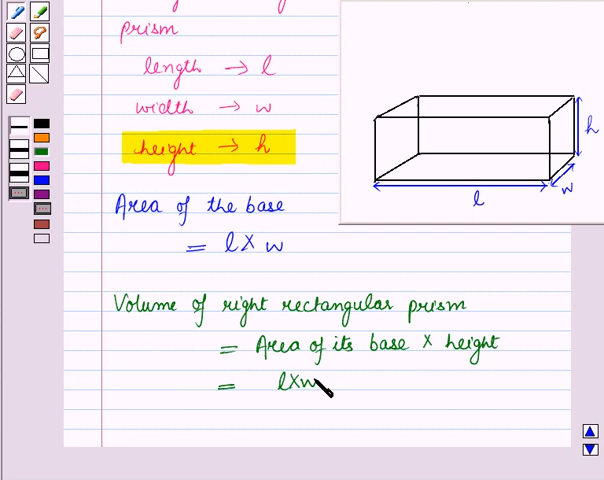 prism
length → l
width → w
height → h
Area of the base
= l × w
Volume of right rectangular prism
= Area of its base × height
= l×w
h
w
l